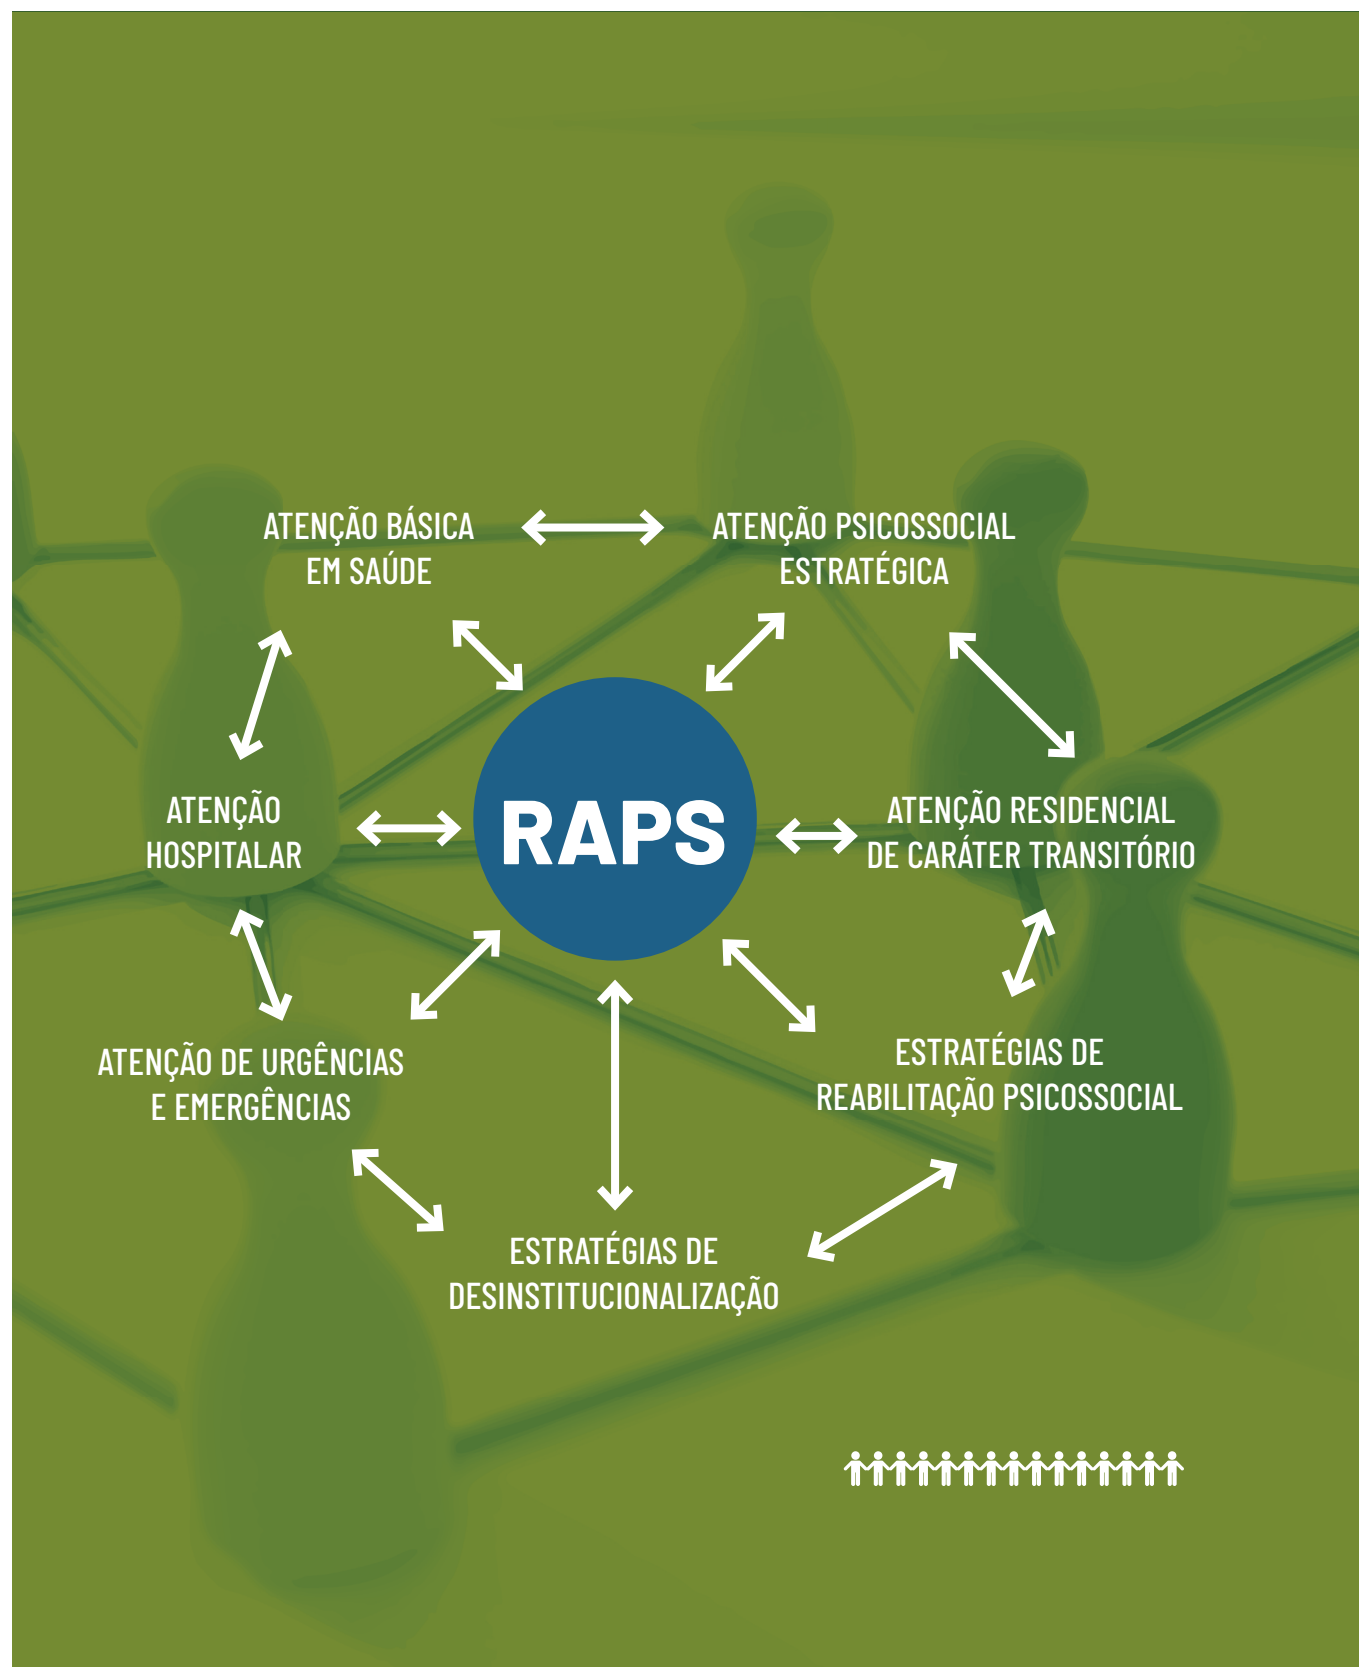 ATENÇÃO BÁSICA
EM SAÚDE
ATENÇÃO PSICOSSOCIAL
ESTRATÉGICA
ATENÇÃO
HOSPITALAR
RAPS
ATENÇÃO RESIDENCIAL
DE CARÁTER TRANSITÓRIO
ATENÇÃO DE URGÊNCIAS
E EMERGÊNCIAS
ESTRATÉGIAS DE
REABILITAÇÃO PSICOSSOCIAL
ESTRATÉGIAS DE
DESINSTITUCIONALIZAÇÃO